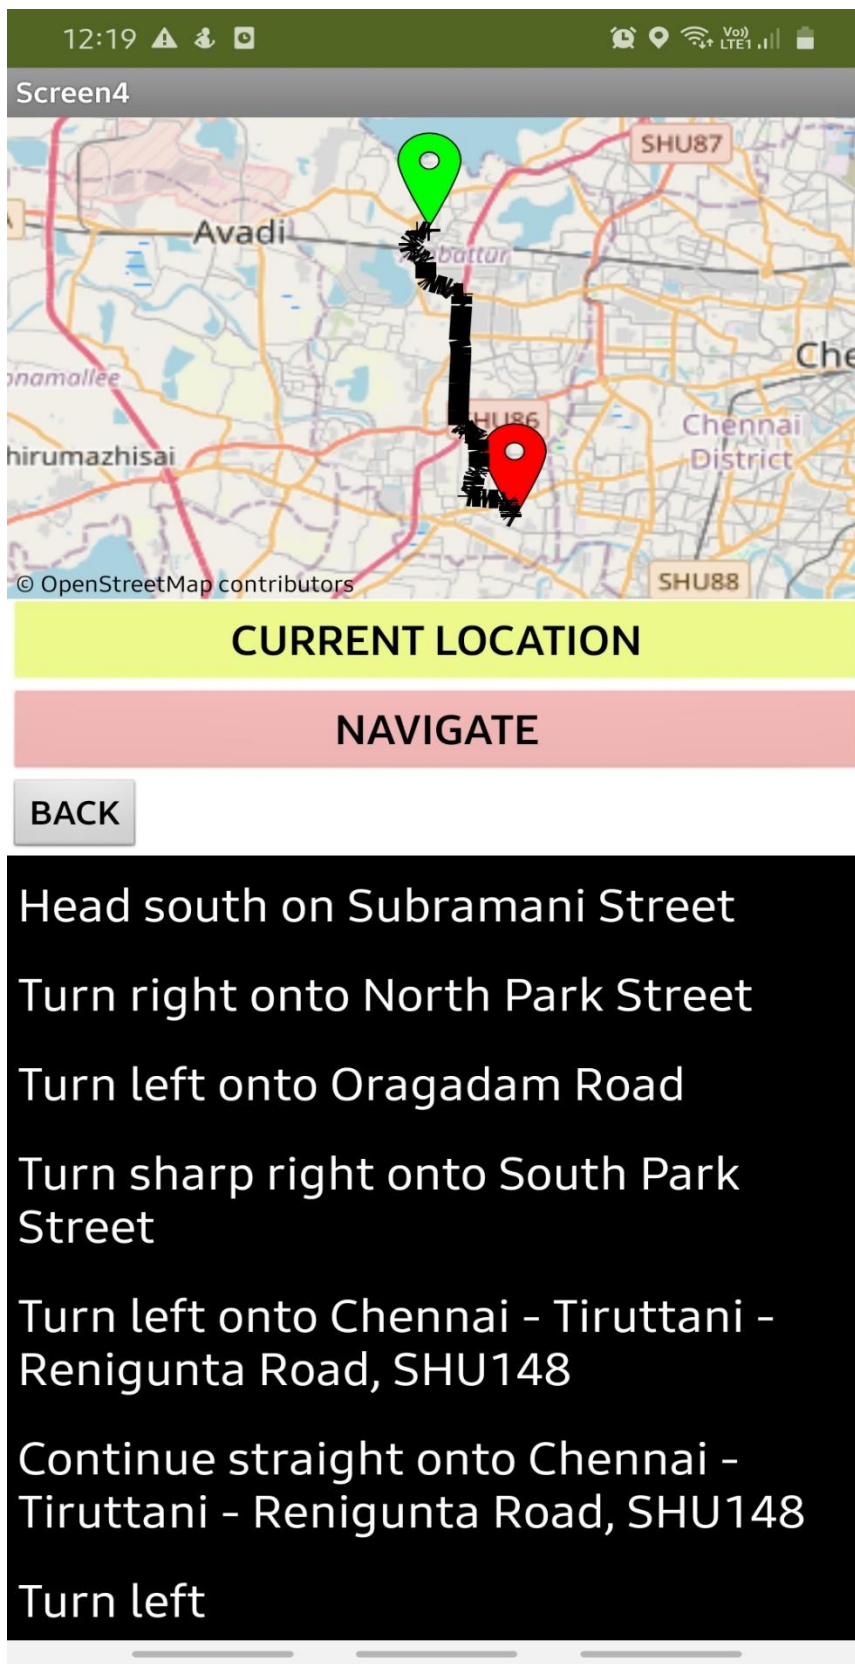 12:19
Vo))
LTE1
Screen4
SHU87
Avadi
battur
Che
onamallee
SHU86
Chennai
District
hirumazhisai
© OpenStreetMap contributors
SHU88
CURRENT LOCATION
NAVIGATE
BACK
Head south on Subramani Street
Turn right onto North Park Street
Turn left onto Oragadam Road
Turn sharp right onto South Park
Street
Turn left onto Chennai - Tiruttani -
Renigunta Road, SHU148
Continue straight onto Chennai -
Tiruttani - Renigunta Road, SHU148
Turn left